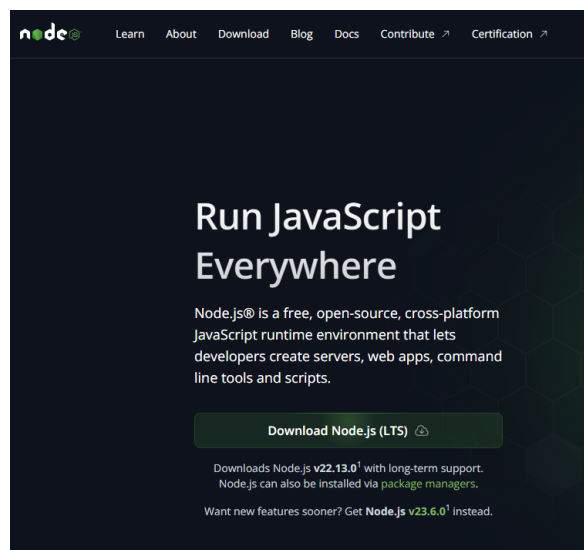 node
Learn About Download Blog Docs Contribute ↗ Certification ↗
Run JavaScript
Everywhere
Node.js® is a free, open-source, cross-platform
JavaScript runtime environment that lets
developers create servers, web apps, command
line tools and scripts.
Download Node.js (LTS)
Downloads Node.js v22.13.0¹ with long-term support.
Node.js can also be installed via package managers.
Want new features sooner? Get Node.js v23.6.0¹ instead.